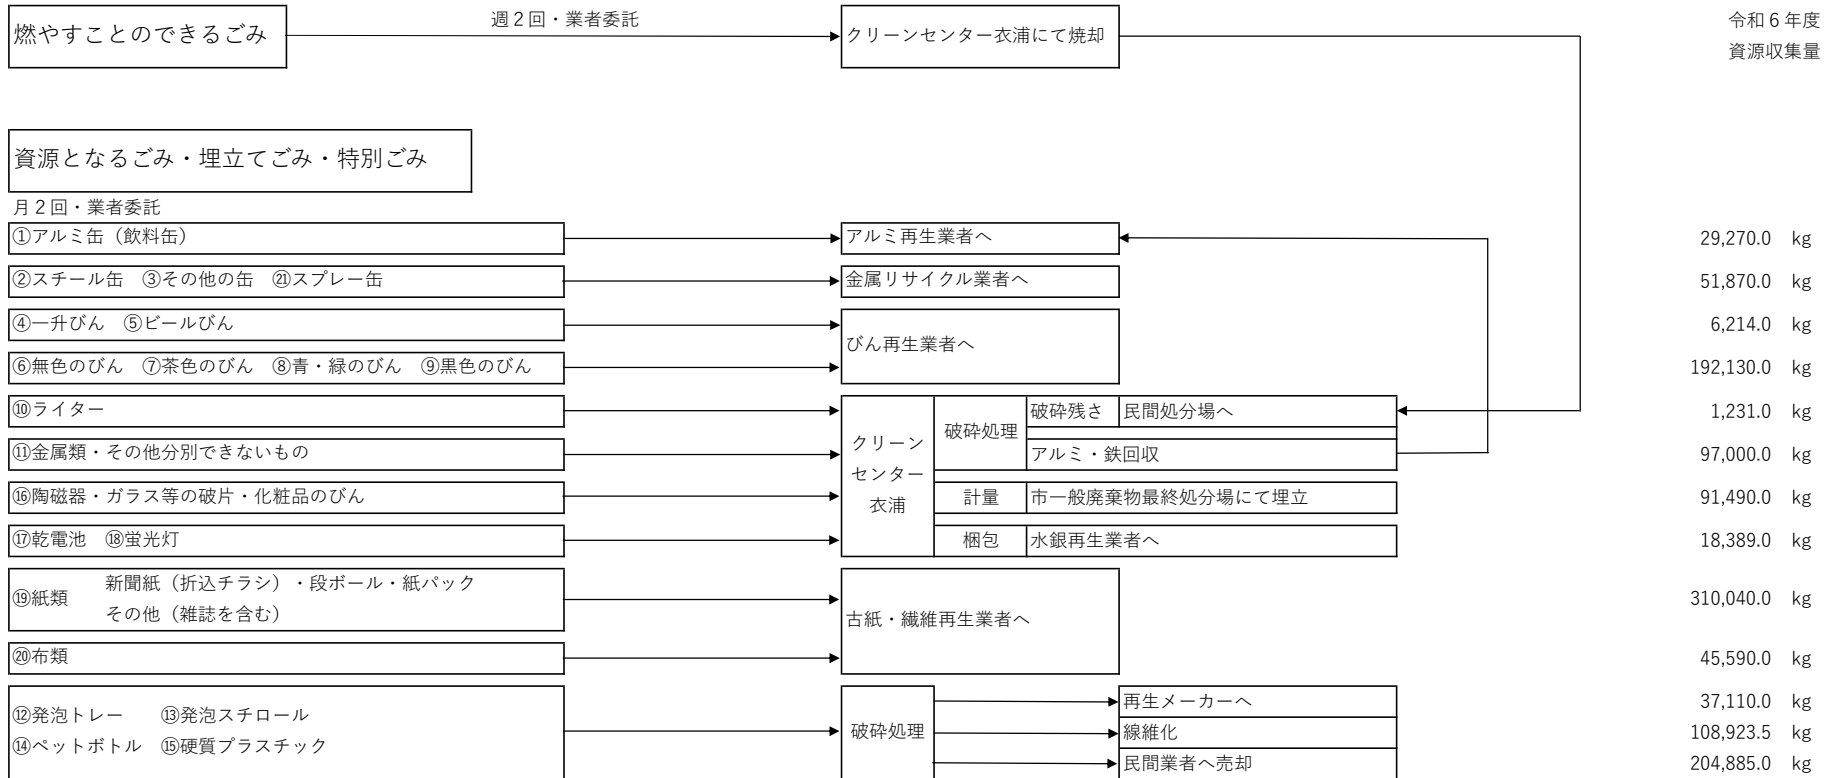 燃やすことのできるごみ
週２回・業者委託
クリーンセンター衣浦にて焼却
令和６年度
資源収集量
資源となるごみ・埋立てごみ・特別ごみ
月２回・業者委託
①アルミ缶（飲料缶） アルミ再生業者へ 29,270.0 kg
②スチール缶 ③その他の缶 ㉑スプレー缶 金属リサイクル業者へ 51,870.0 kg
④一升びん ⑤ビールびん 6,214.0 kg
びん再生業者へ
⑥無色のびん ⑦茶色のびん ⑧青・緑のびん ⑨黒色のびん 192,130.0 kg
⑩ライター 破砕残さ 民間処分場へ 1,231.0 kg
破砕処理
⑪金属類・その他分別できないもの アルミ・鉄回収 97,000.0 kg
クリーン
センター
衣浦
⑯陶磁器・ガラス等の破片・化粧品のびん 計量 市一般廃棄物最終処分場にて埋立 91,490.0 kg
⑰乾電池 ⑱蛍光灯 梱包 水銀再生業者へ 18,389.0 kg
⑲紙類 新聞紙（折込チラシ）・段ボール・紙パック
その他（雑誌を含む） 310,040.0 kg
古紙・繊維再生業者へ
⑳布類 45,590.0 kg
⑫発泡トレー ⑬発泡スチロール 再生メーカーへ 37,110.0 kg
破砕処理 線維化 108,923.5 kg
⑭ペットボトル ⑮硬質プラスチック 民間業者へ売却 204,885.0 kg